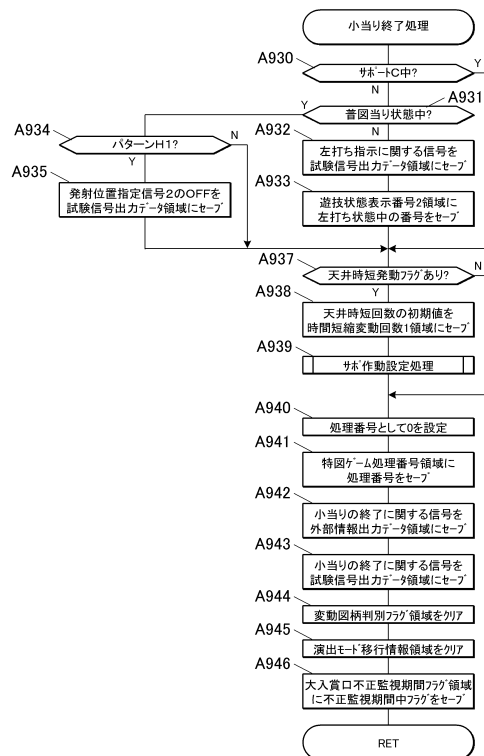 小当り終了処理
A930
サポートC中?
Y
N
A931
Y
普図当り状態中?
A934
N
A932
パターンH1?
N
左打ち指示に関する信号を
試験信号出力データ領域にセーブ
Y
A935
A933
発射位置指定信号2のOFFを
試験信号出力データ領域にセーブ
遊技状態表示番号2領域に
左打ち状態中の番号をセーブ
A937
天井時短発動フラグあり?
N
A938
Y
天井時短回数の初期値を
時間短縮変動回数1領域にセーブ
A939
サポ作動設定処理
A940
処理番号として0を設定
A941
特図ゲーム処理番号領域に
処理番号をセーブ
A942
小当りの終了に関する信号を
外部情報出力データ領域にセーブ
A943
小当りの終了に関する信号を
試験信号出力データ領域にセーブ
A944
変動図柄判別フラグ領域をクリア
A945
演出モード移行情報領域をクリア
A946
大入賞口不正監視期間フラグ領域
に不正監視期間中フラグをセーブ
RET